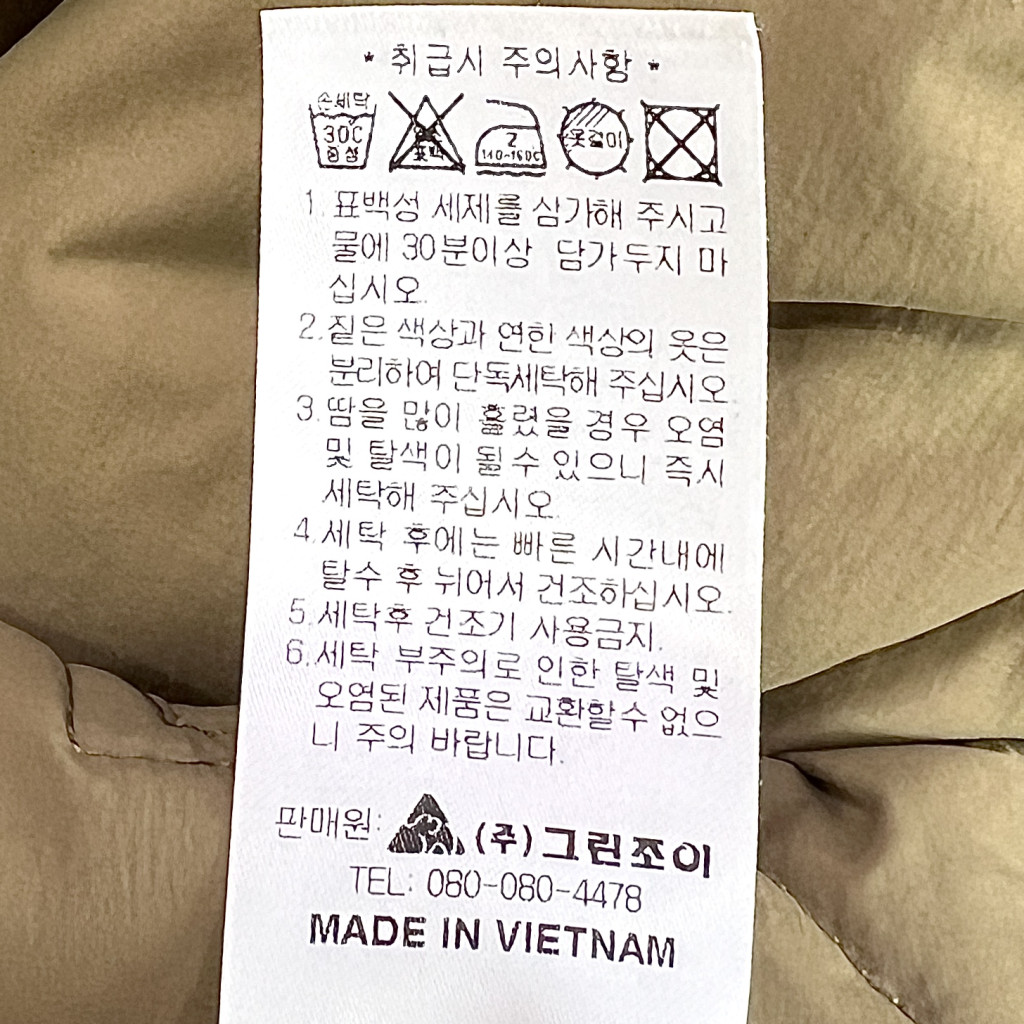 * 취급시 주의사항 *
손세탁
30C
중성
표백
2
140-160C
옷걸이
1. 표백성 세제를 삼가해 주시고
물에 30분이상 담가두지 마
십시오.
2. 짙은 색상과 연한 색상의 옷은
분리하여 단독세탁해 주십시오.
3. 땀을 많이 흘렸을 경우 오염
및 탈색이 될수 있으니 즉시
세탁해 주십시오.
4. 세탁 후에는 빠른 시간내에
탈수 후 뉘어서 건조하십시오.
5. 세탁후 건조기 사용금지.
6. 세탁 부주의로 인한 탈색 및
오염된 제품은 교환할수 없으
니 주의 바랍니다.
판매원: (주)그린조이
TEL: 080-080-4478
MADE IN VIETNAM